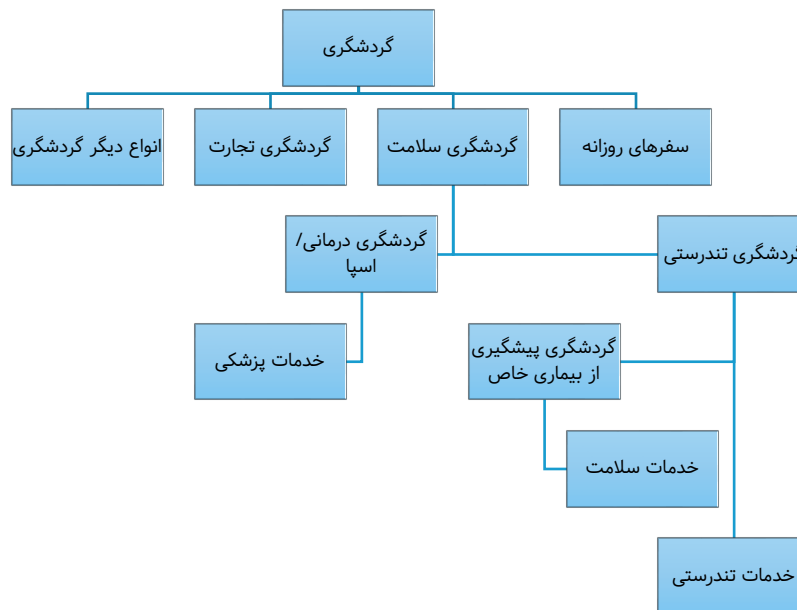 گردشگری
سفرهای روزانه
گردشگری سلامت
گردشگری تجارت
انواع دیگر گردشگری
گردشگری تندرستی
گردشگری درمانی/
اسپا
گردشگری پیشگیری
از بیماری خاص
خدمات پزشکی
خدمات سلامت
خدمات تندرستی